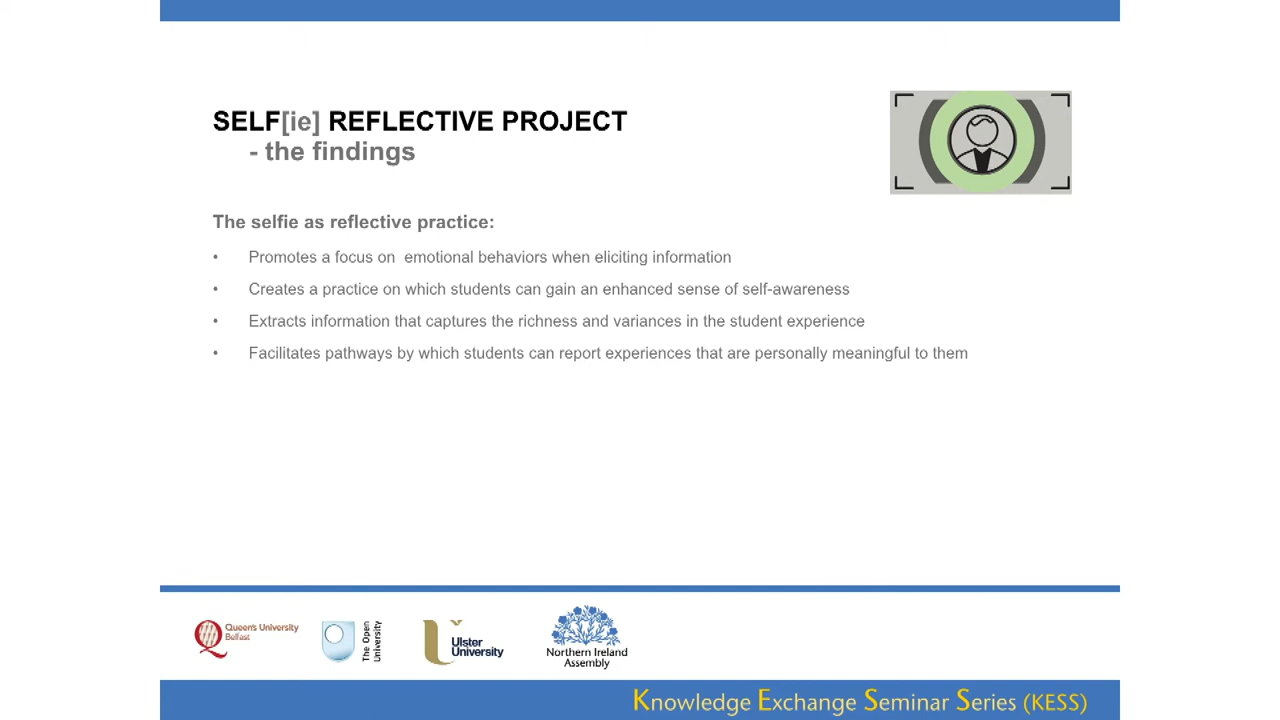 SELF[ie] REFLECTIVE PROJECT
- the findings
The selfie as reflective practice:
• Promotes a focus on  emotional behaviors when eliciting information
• Creates a practice on which students can gain an enhanced sense of self-awareness
• Extracts information that captures the richness and variances in the student experience
• Facilitates pathways by which students can report experiences that are personally meaningful to them
Queen's University
Belfast
The Open
University
Ulster
University
Northern Ireland
Assembly
Knowledge Exchange Seminar Series (KESS)